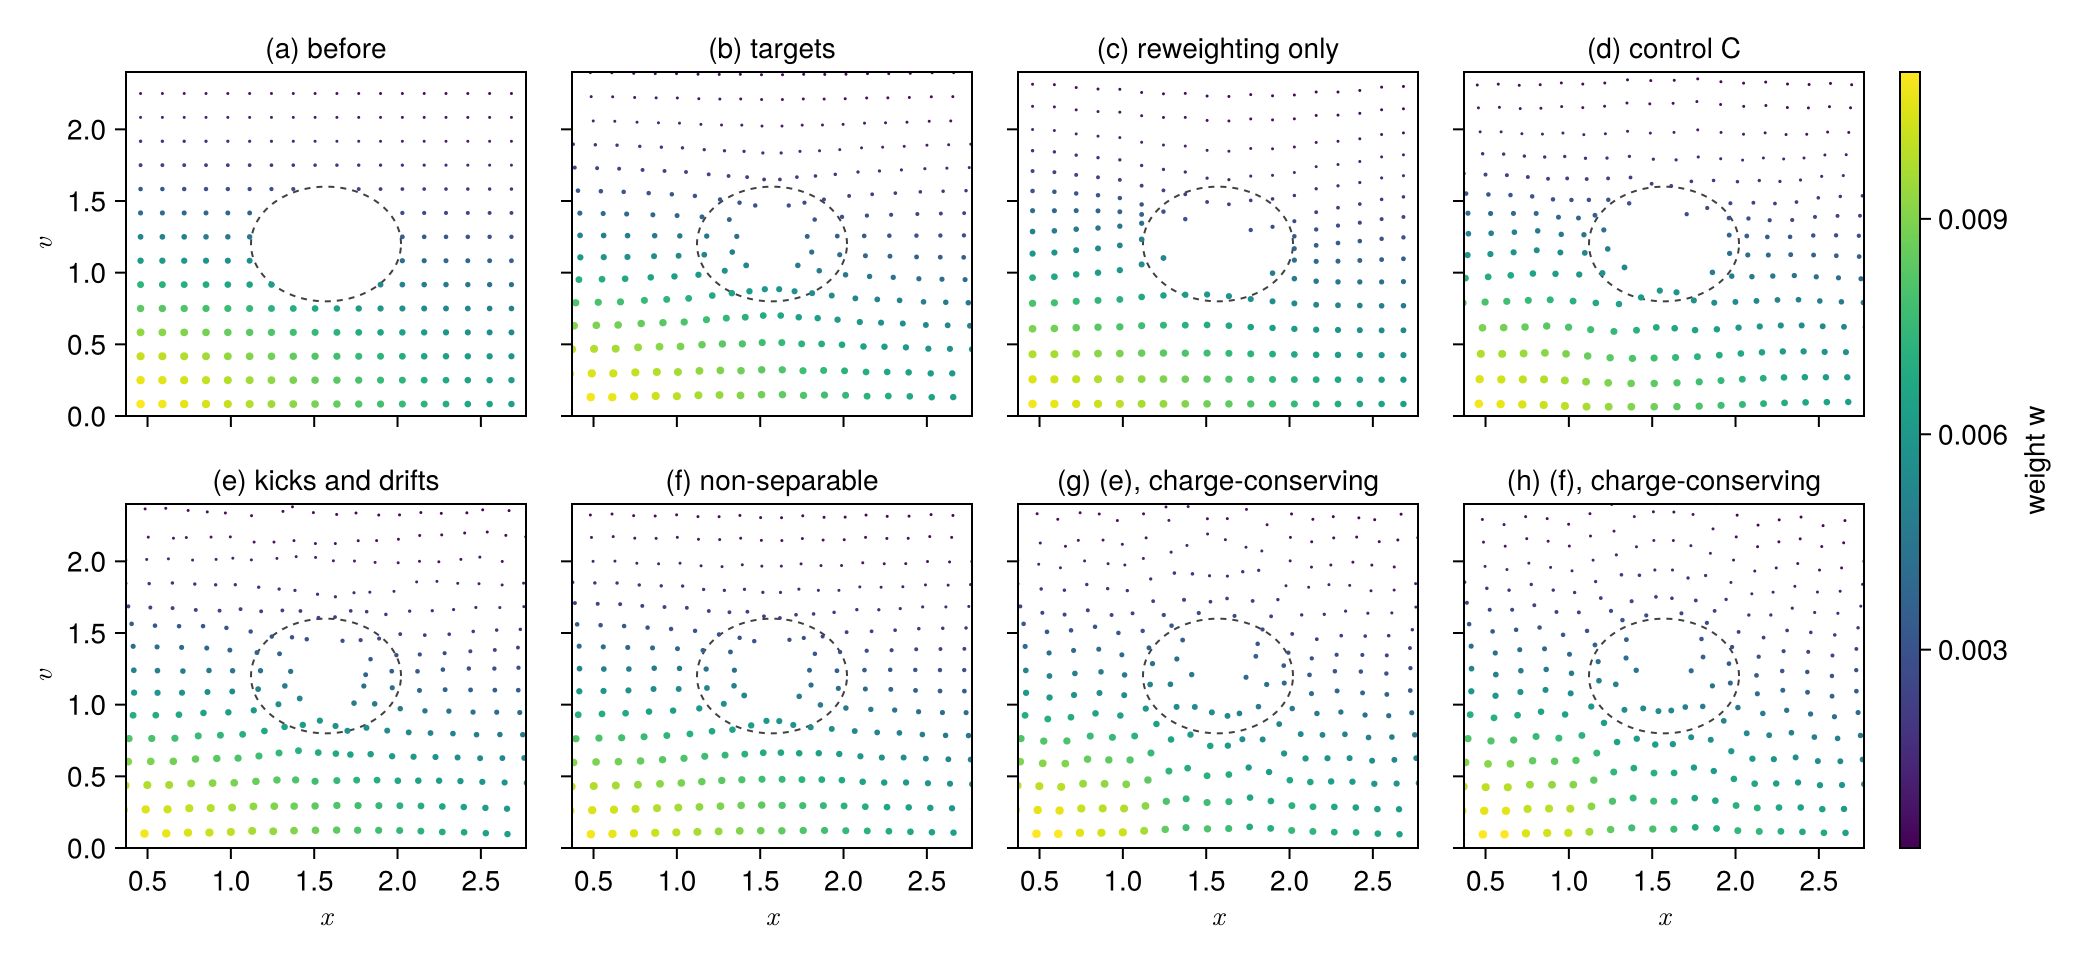 (a) before
(b) targets
(c) reweighting only
(d) control C
v
2.0
1.5
1.0
0.5
0.0
0.009
0.006
0.003
weight w
(e) kicks and drifts
(f) non-separable
(g) (e), charge-conserving
(h) (f), charge-conserving
v
2.0
1.5
1.0
0.5
0.0
0.5 1.0 1.5 2.0 2.5
0.5 1.0 1.5 2.0 2.5
0.5 1.0 1.5 2.0 2.5
0.5 1.0 1.5 2.0 2.5
x
x
x
x